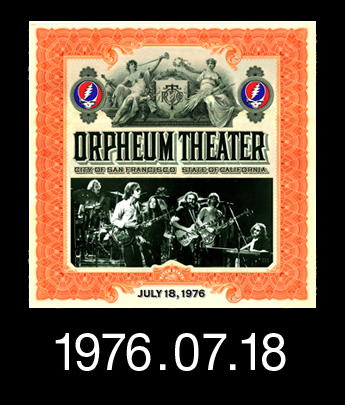 ORPHEUM THEATER
CITY OF SAN FRANCISCO STATE OF CALIFORNIA
JULY 18, 1976
1976.07.18